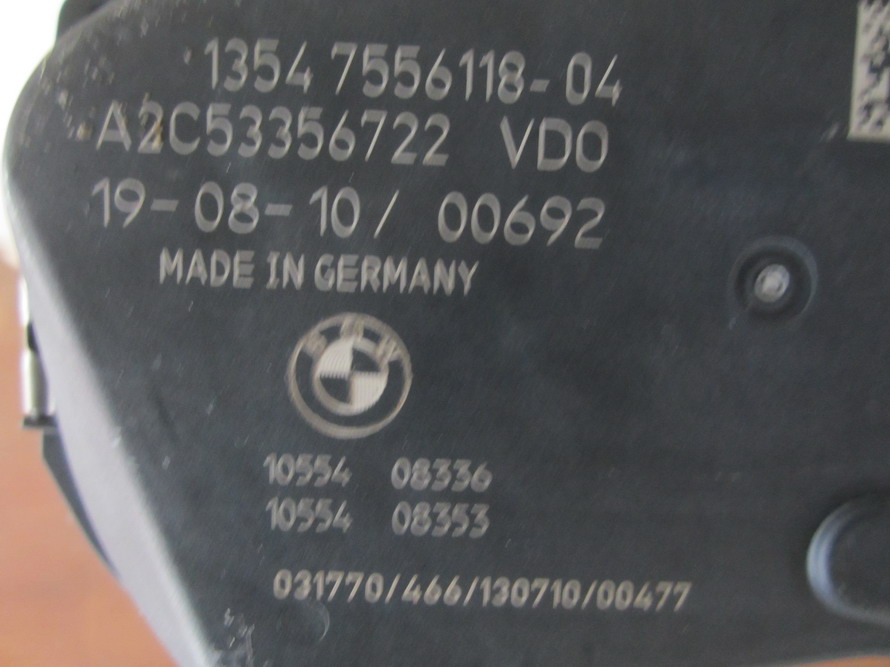 1354 7556118-04
A2C53356722 VDO
19-08-10/ 00692
MADE IN GERMANY
BMW
10554 08336
10554 08353
031770/466/130710/00477